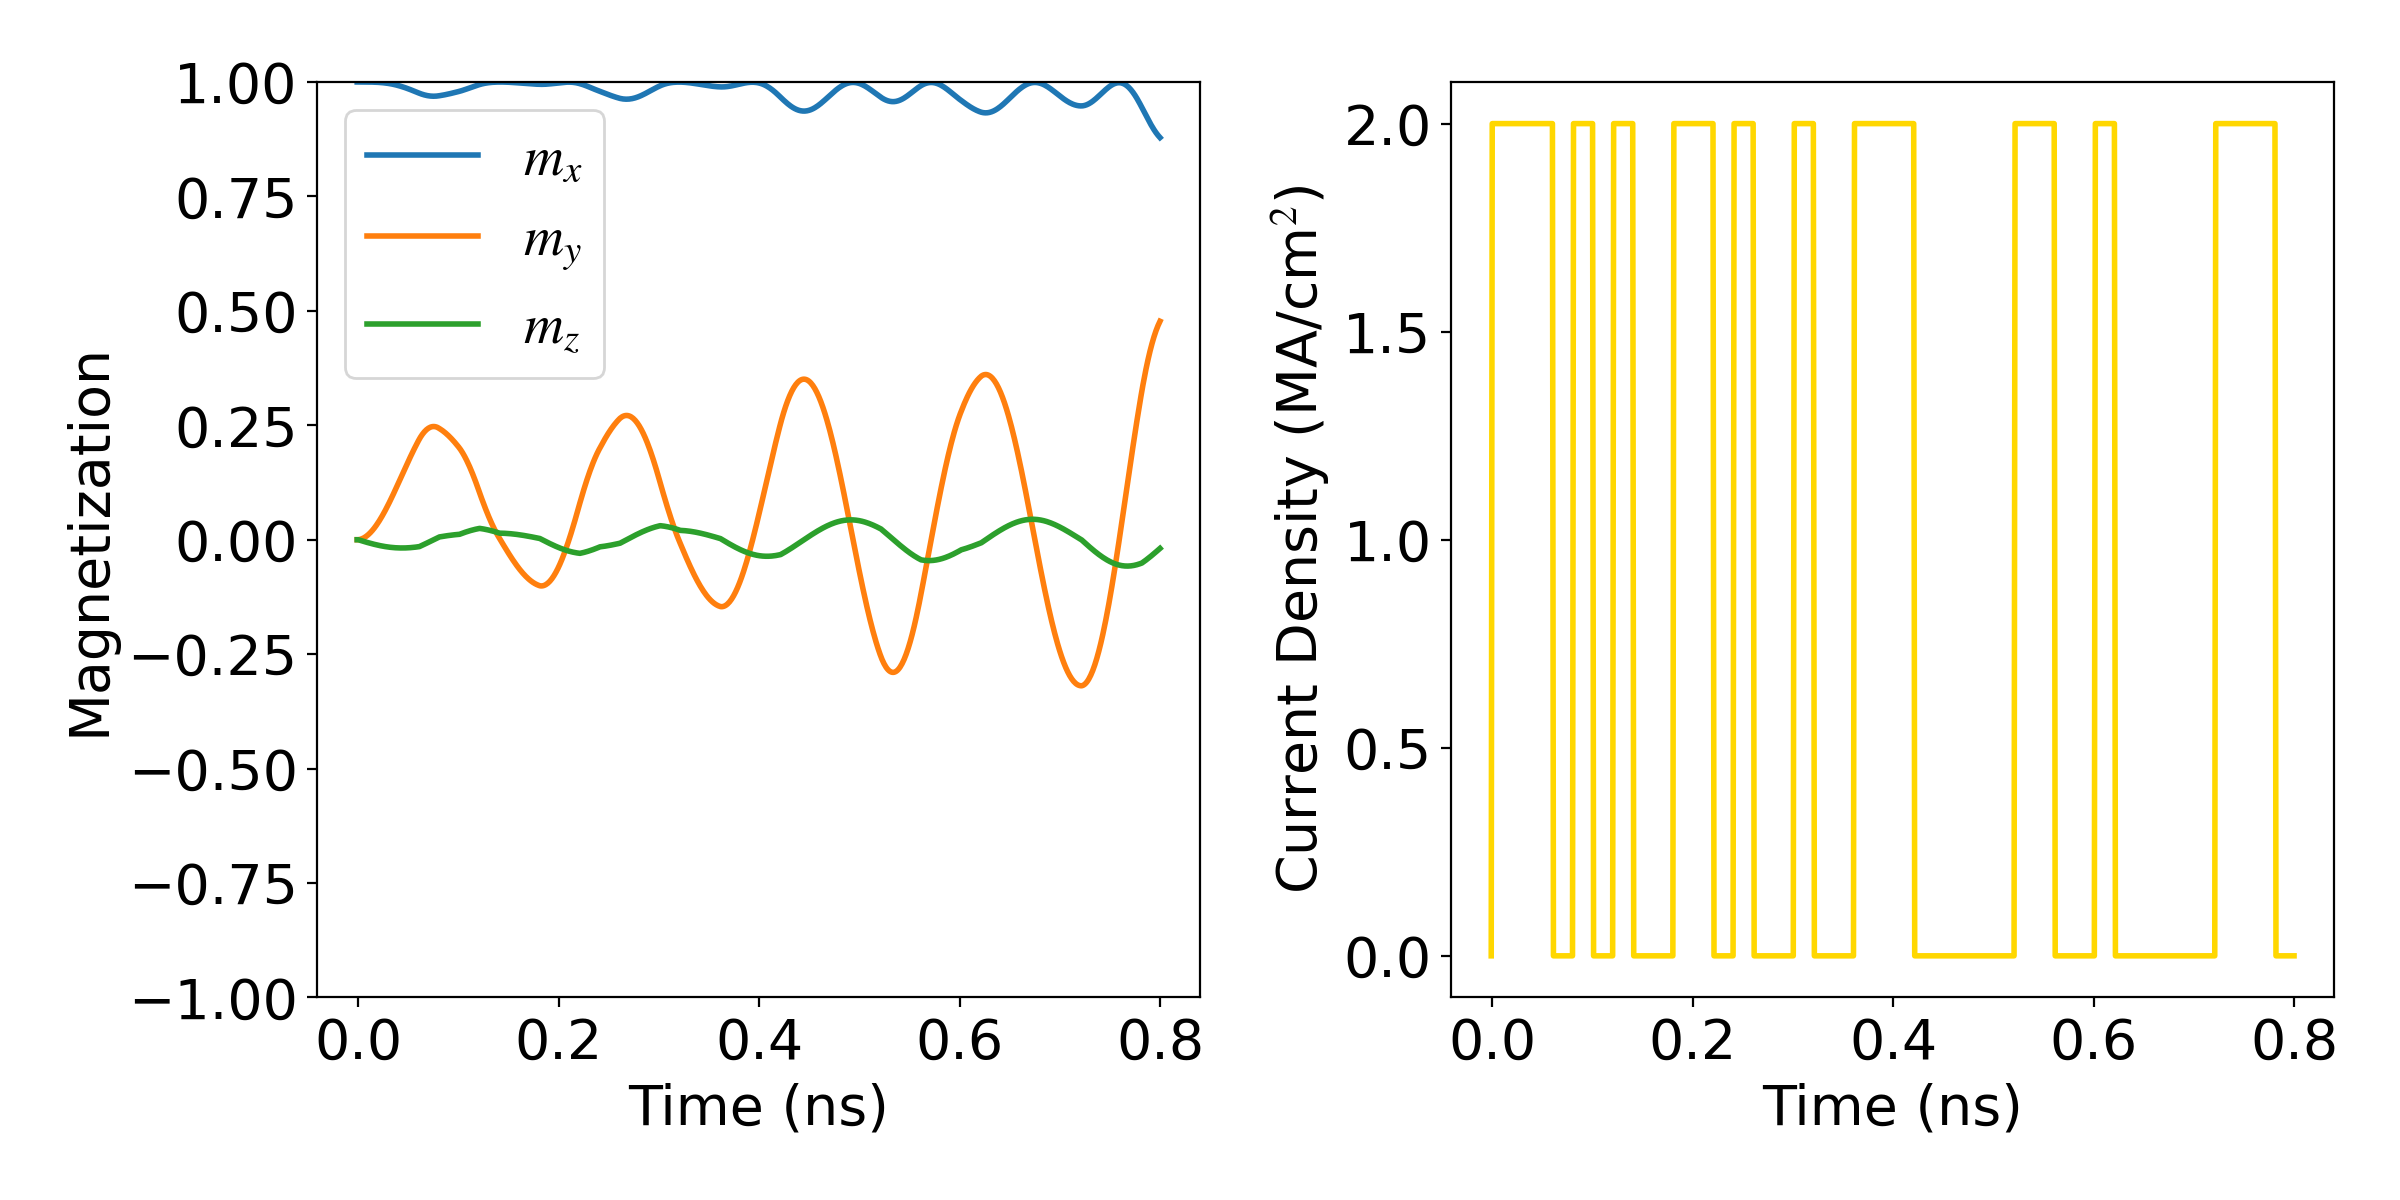 1.00
0.75
0.50
0.25
0.00
−0.25
−0.50
−0.75
−1.00
Magnetization
m_x
m_y
m_z
0.0 0.2 0.4 0.6 0.8
Time (ns)
2.0
1.5
1.0
0.5
0.0
Current Density (MA/cm²)
0.0 0.2 0.4 0.6 0.8
Time (ns)